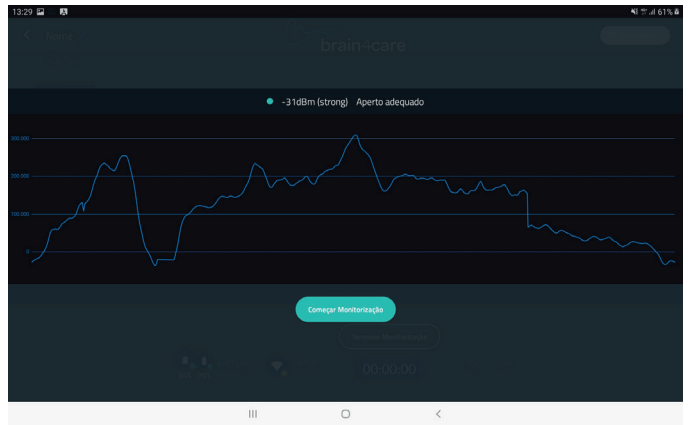 13:29 61%
brain4care
-31dBm (strong) Aperto adequado
300.000
200.000
100.000
0
Começar Monitorização
00:00:00